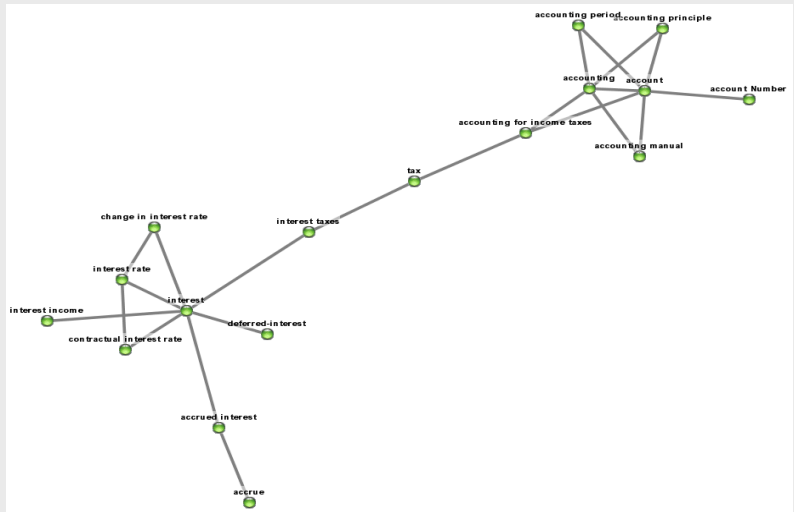 accounting period
accounting principle
accounting
account
account Number
accounting for income taxes
accounting manual
tax
change in interest rate
interest taxes
interest rate
interest
interest income
deferred-interest
contractual interest rate
accrued interest
accrue